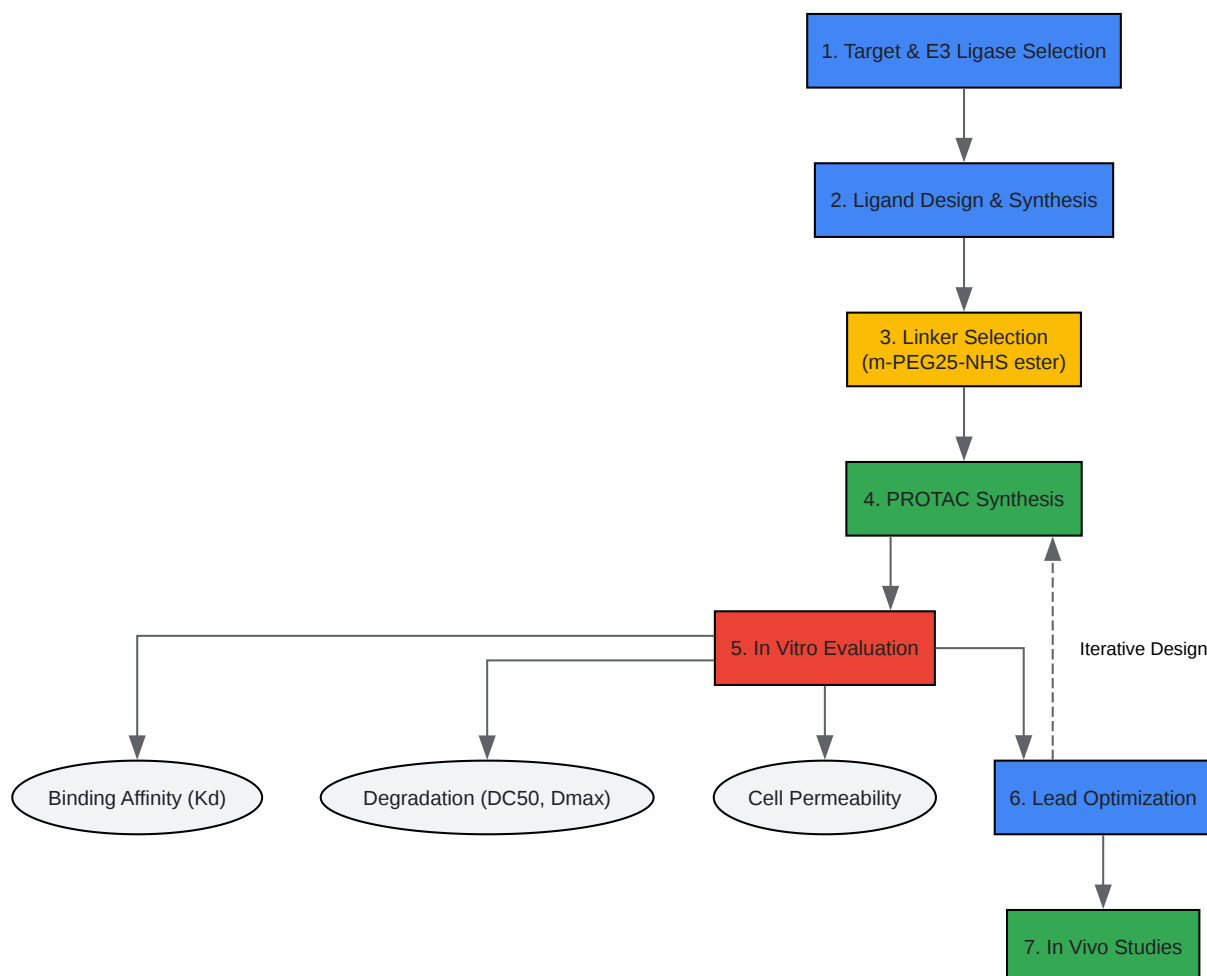 1. Target & E3 Ligase Selection
2. Ligand Design & Synthesis
3. Linker Selection
(m-PEG25-NHS ester)
4. PROTAC Synthesis
5. In Vitro Evaluation
Iterative Design
Binding Affinity (Kd)
Degradation (DC50, Dmax)
Cell Permeability
6. Lead Optimization
7. In Vivo Studies